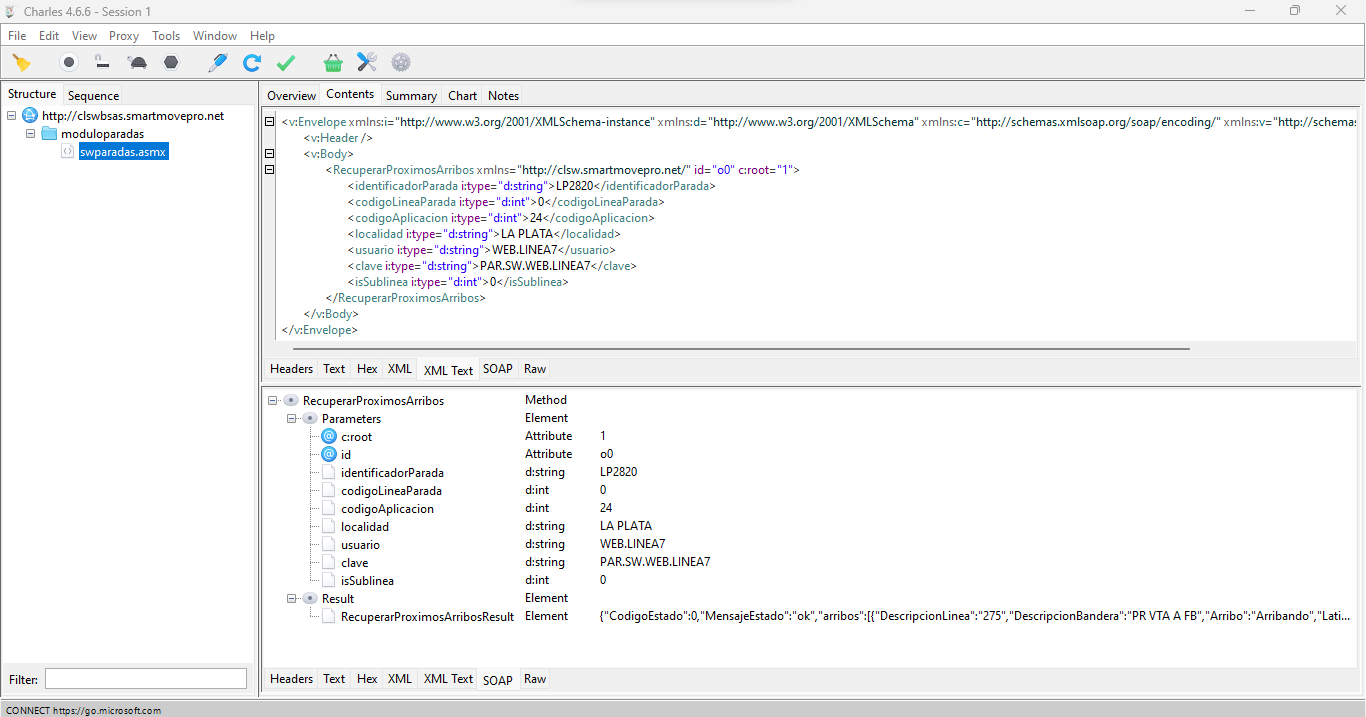 Charles 4.6.6 - Session 1
File Edit View Proxy Tools Window Help
Structure Sequence
http://clswbsas.smartmovepro.net
moduloparadas
swparadas.asmx
Filter:
Overview Contents Summary Chart Notes
<v:Envelope xmlns:i="http://www.w3.org/2001/XMLSchema-instance" xmlns:d="http://www.w3.org/2001/XMLSchema" xmlns:c="http://schemas.xmlsoap.org/soap/encoding/" xmlns:v="http://schemas
<v:Header />
<v:Body>
<RecuperarProximosArribos xmlns="http://clsw.smartmovepro.net/" id="o0" c:root="1">
<identificadorParada i:type="d:string">LP2820</identificadorParada>
<codigoLineaParada i:type="d:int">0</codigoLineaParada>
<codigoAplicacion i:type="d:int">24</codigoAplicacion>
<localidad i:type="d:string">LA PLATA</localidad>
<usuario i:type="d:string">WEB.LINEA7</usuario>
<clave i:type="d:string">PAR.SW.WEB.LINEA7</clave>
<isSublinea i:type="d:int">0</isSublinea>
</RecuperarProximosArribos>
</v:Body>
</v:Envelope>
Headers Text Hex XML XML Text SOAP Raw
RecuperarProximosArribos Method
Parameters Element
c:root Attribute 1
id Attribute o0
identificadorParada d:string LP2820
codigoLineaParada d:int 0
codigoAplicacion d:int 24
localidad d:string LA PLATA
usuario d:string WEB.LINEA7
clave d:string PAR.SW.WEB.LINEA7
isSublinea d:int 0
Result Element
RecuperarProximosArribosResult Element {"CodigoEstado":0,"MensajeEstado":"ok","arribos":[{"DescripcionLinea":"275","DescripcionBandera":"PR VTA A FB","Arribo":"Arribando","Lati...
Headers Text Hex XML XML Text SOAP Raw
CONNECT https://go.microsoft.com